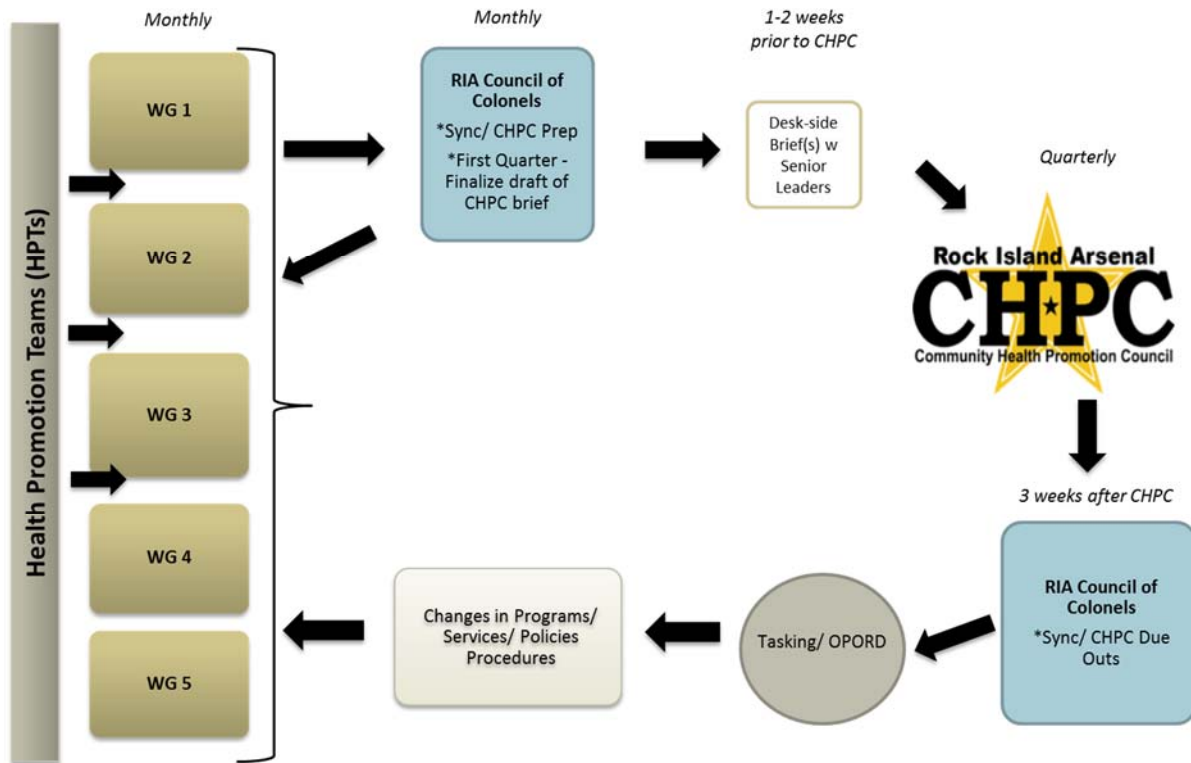 Monthly
Monthly
1-2 weeks
prior to CHPC
Health Promotion Teams (HPTs)
WG 1
WG 2
WG 3
WG 4
WG 5
RIA Council of
Colonels
*Sync/ CHPC Prep
*First Quarter -
Finalize draft of
CHPC brief
Desk-side
Brief(s) w
Senior
Leaders
Quarterly
Rock Island Arsenal
CHPC
Community Health Promotion Council
3 weeks after CHPC
RIA Council of
Colonels
*Sync/ CHPC Due
Outs
Tasking/ OPORD
Changes in Programs/
Services/ Policies
Procedures